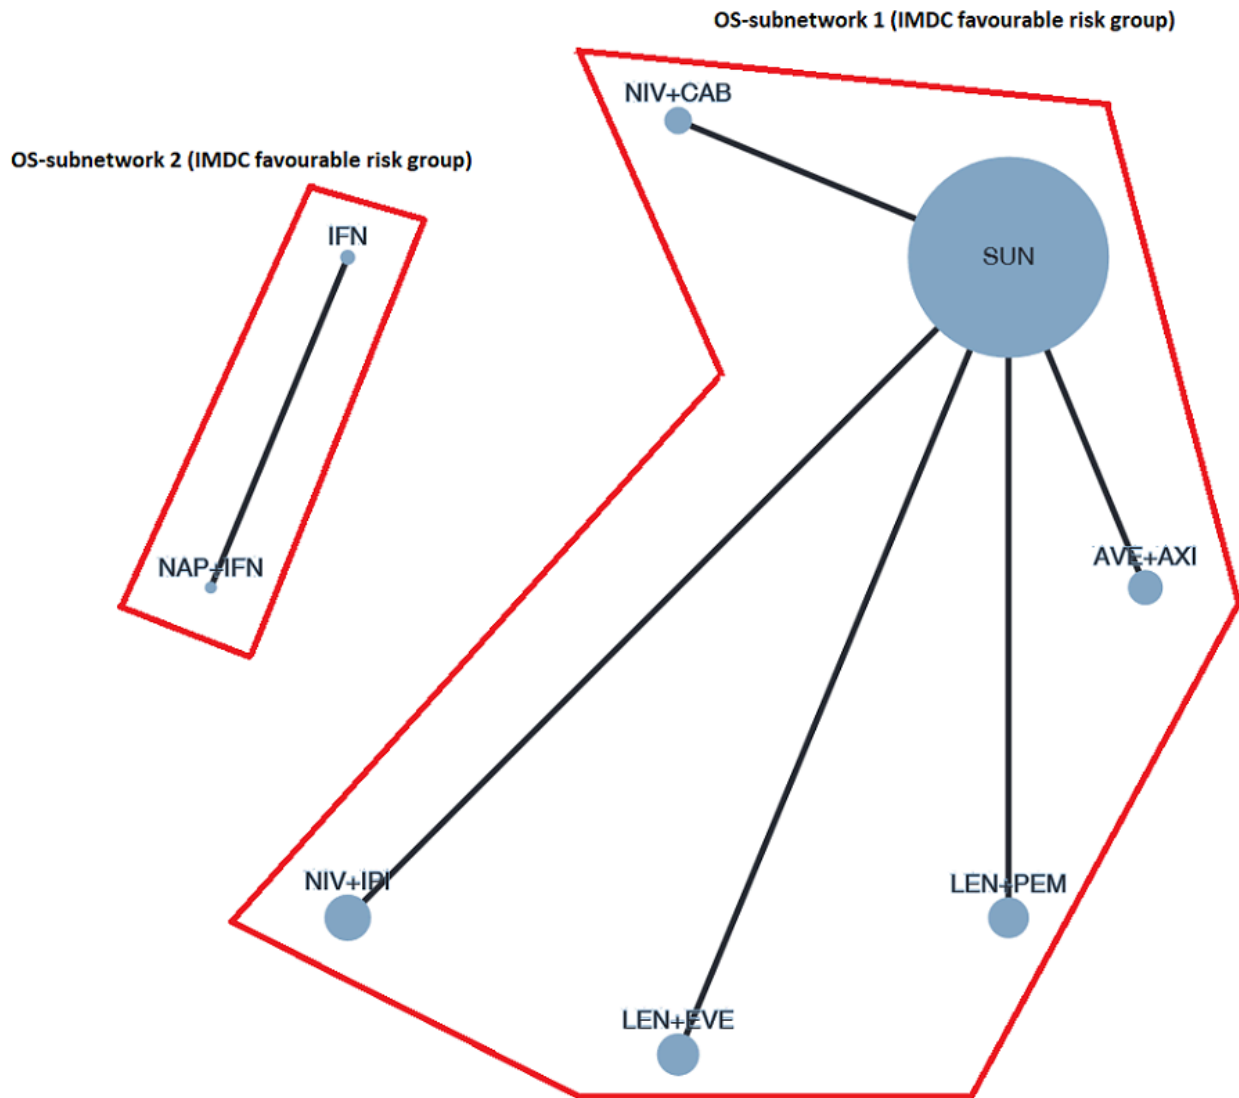 OS-subnetwork 1 (IMDC favourable risk group)
NIV+CAB
OS-subnetwork 2 (IMDC favourable risk group)
IFN
SUN
NAP+IFN
AVE+AXI
NIV+IPI
LEN+PEM
LEN+EVE